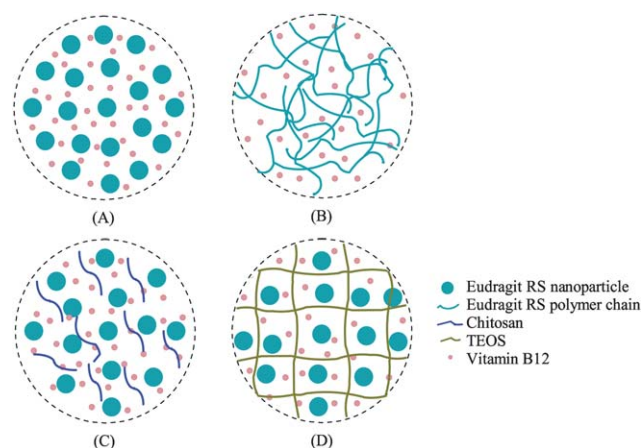 (A)
(B)
(C)
(D)
Eudragit RS nanoparticle
Eudragit RS polymer chain
Chitosan
TEOS
Vitamin B12